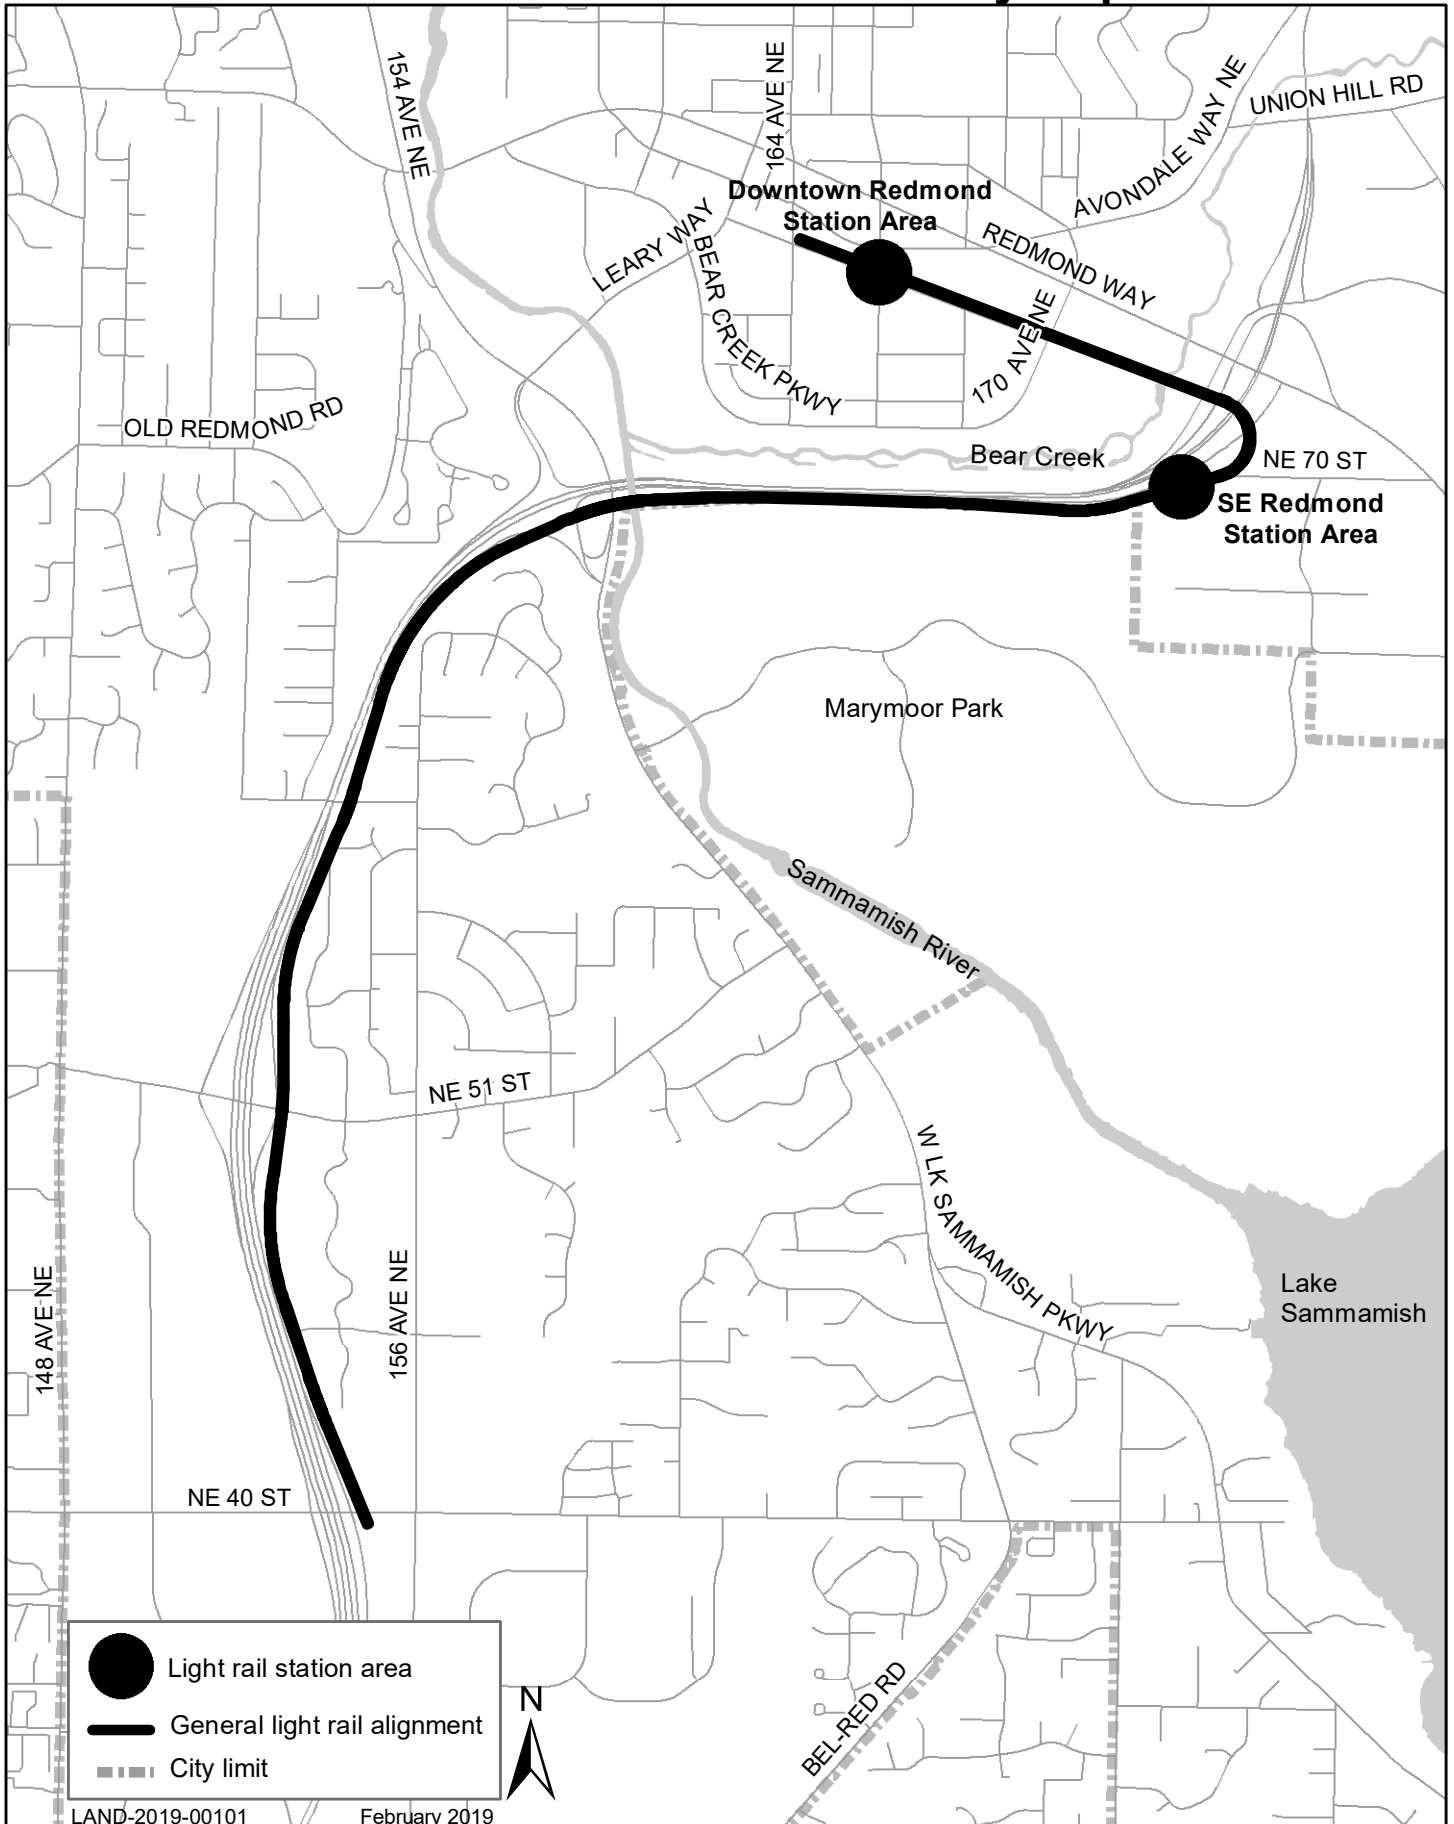 154 AVE NE
164 AVE NE
AVONDALE WAY NE
UNION HILL RD
Downtown Redmond
Station Area
LEARY WAY
BEAR CREEK PKWY
REDMOND WAY
170 AVE NE
OLD REDMOND RD
Bear Creek
NE 70 ST
SE Redmond
Station Area
Marymoor Park
Sammamish River
NE 51 ST
W LK SAMMAMISH PKWY
148 AVE NE
156 AVE NE
Lake
Sammamish
NE 40 ST
BEL-RED RD
Light rail station area
General light rail alignment
City limit
N
LAND-2019-00101
February 2019